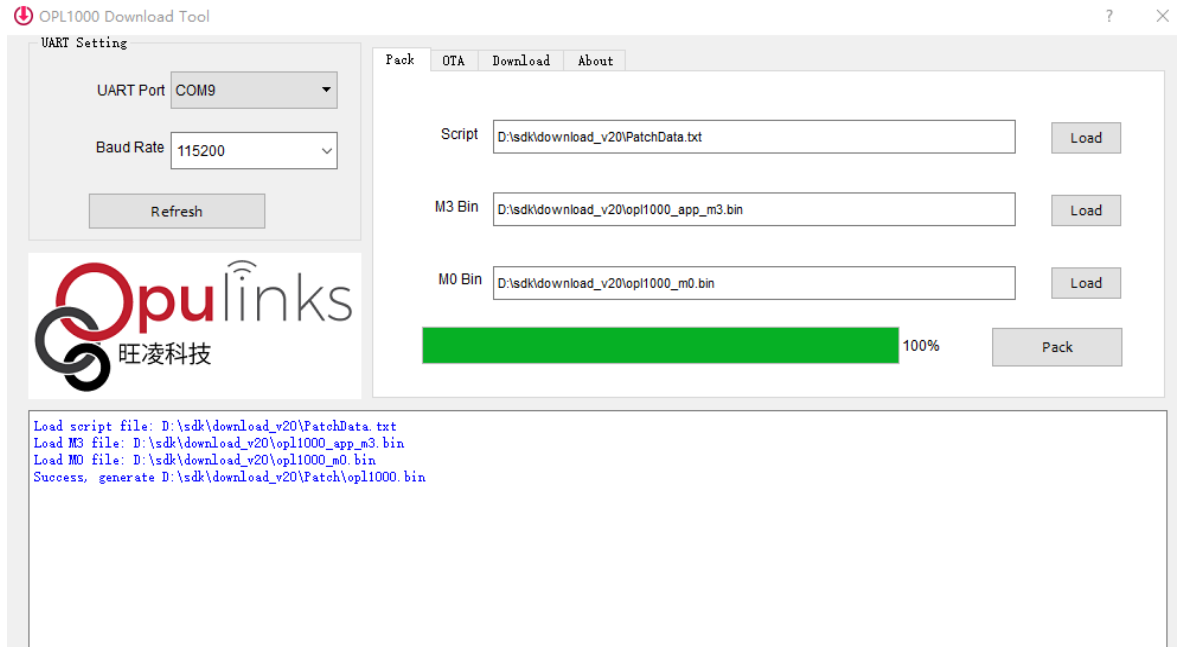 OPL1000 Download Tool
? ×
UART Setting
UART Port COM9
Baud Rate 115200
Refresh
Opulinks
旺凌科技
Pack OTA Download About
Script D:\sdk\download_v20\PatchData.txt Load
M3 Bin D:\sdk\download_v20\opl1000_app_m3.bin Load
M0 Bin D:\sdk\download_v20\opl1000_m0.bin Load
100% Pack
Load script file: D:\sdk\download_v20\PatchData.txt
Load M3 file: D:\sdk\download_v20\opl1000_app_m3.bin
Load M0 file: D:\sdk\download_v20\opl1000_m0.bin
Success, generate D:\sdk\download_v20\Patch\opl1000.bin